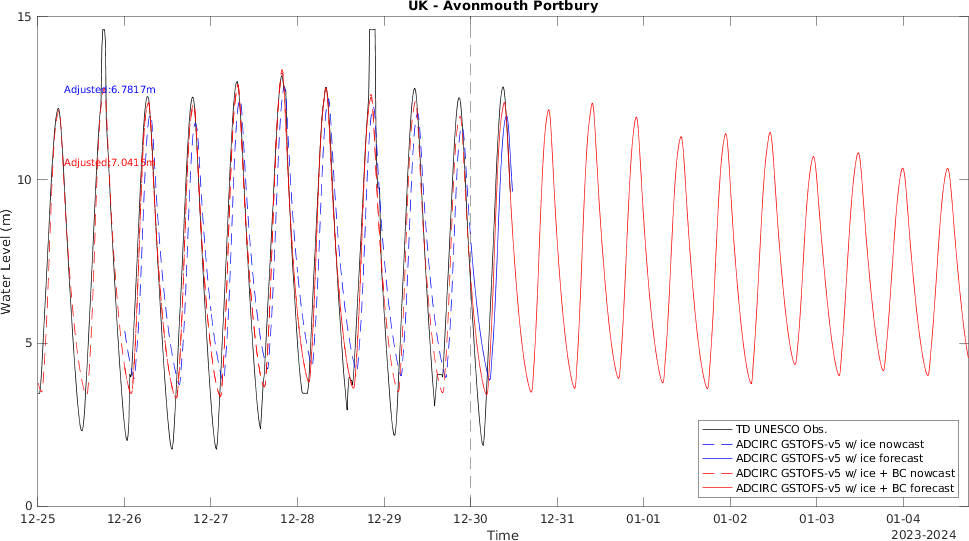 UK - Avonmouth Portbury
15
10
5
0
Water Level (m)
Adjusted:6.7817m
Adjusted:7.0415m
TD UNESCO Obs.
ADCIRC GSTOFS-v5 w/ ice nowcast
ADCIRC GSTOFS-v5 w/ ice forecast
ADCIRC GSTOFS-v5 w/ ice + BC nowcast
ADCIRC GSTOFS-v5 w/ ice + BC forecast
12-25 12-26 12-27 12-28 12-29 12-30 12-31 01-01 01-02 01-03 01-04
Time
2023-2024